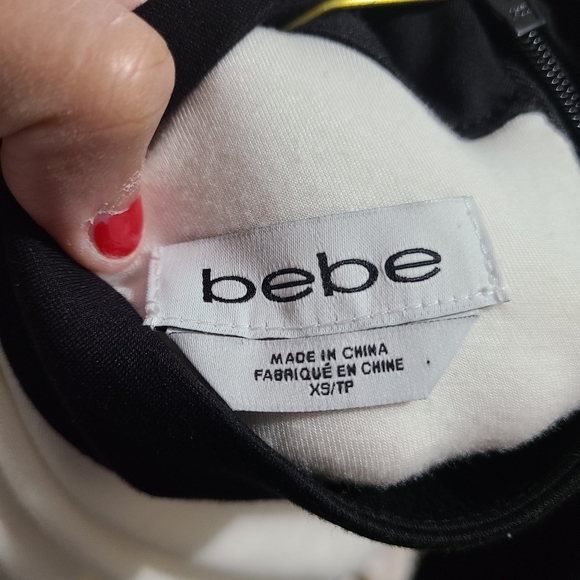 bebe
MADE IN CHINA
FABRIQUÉ EN CHINE
XS/TP